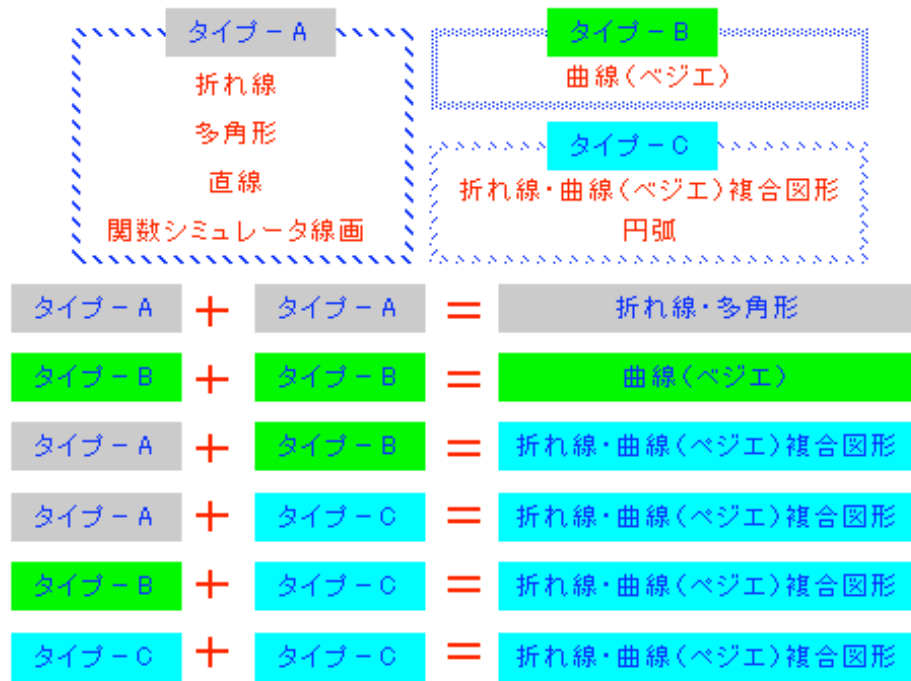 タイプ－A
折れ線
多角形
直線
関数シミュレータ線画
タイプ－B
曲線(ベジエ)
タイプ－C
折れ線・曲線(ベジエ)複合図形
円弧
タイプ－A + タイプ－A = 折れ線・多角形
タイプ－B + タイプ－B = 曲線(ベジエ)
タイプ－A + タイプ－B = 折れ線・曲線(ベジエ)複合図形
タイプ－A + タイプ－C = 折れ線・曲線(ベジエ)複合図形
タイプ－B + タイプ－C = 折れ線・曲線(ベジエ)複合図形
タイプ－C + タイプ－C = 折れ線・曲線(ベジエ)複合図形